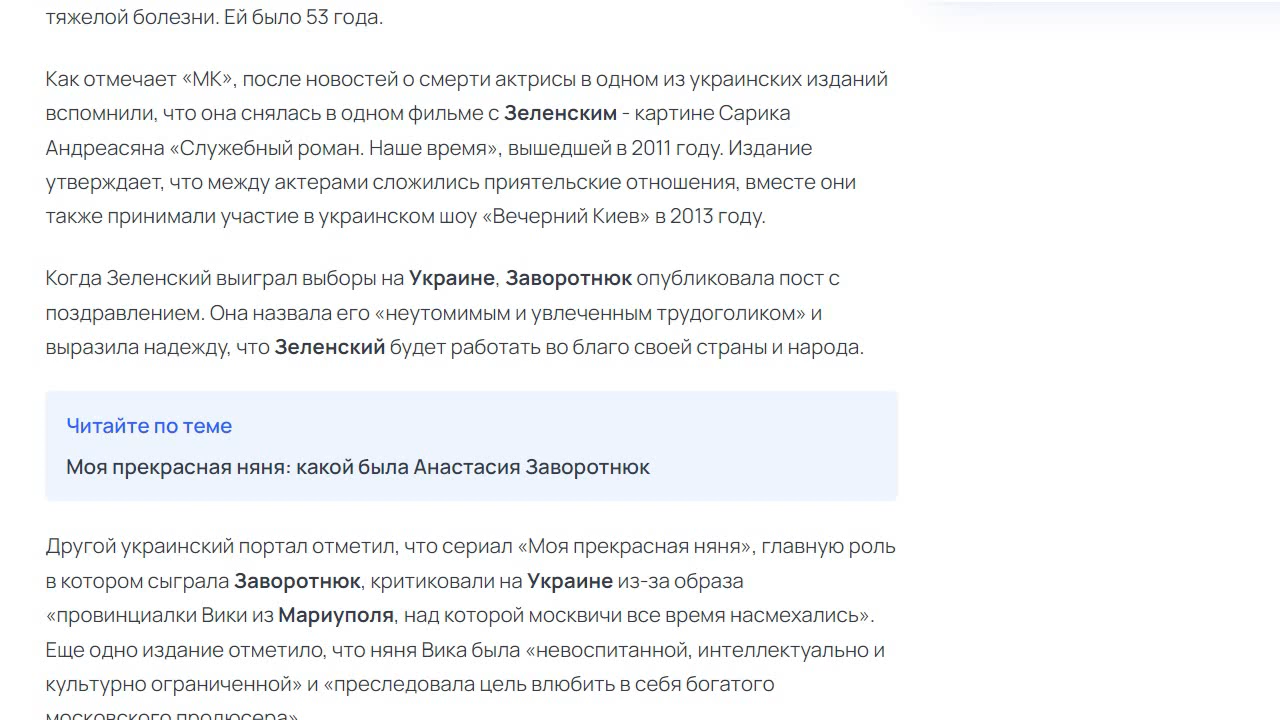 тяжелой болезни. Ей было 53 года.
Как отмечает «МК», после новостей о смерти актрисы в одном из украинских изданий
вспомнили, что она снялась в одном фильме с Зеленским - картине Сарика
Андреасяна «Служебный роман. Наше время», вышедшей в 2011 году. Издание
утверждает, что между актерами сложились приятельские отношения, вместе они
также принимали участие в украинском шоу «Вечерний Киев» в 2013 году.
Когда Зеленский выиграл выборы на Украине, Заворотнюк опубликовала пост с
поздравлением. Она назвала его «неутомимым и увлеченным трудоголиком» и
выразила надежду, что Зеленский будет работать во благо своей страны и народа.
Читайте по теме
Моя прекрасная няня: какой была Анастасия Заворотнюк
Другой украинский портал отметил, что сериал «Моя прекрасная няня», главную роль
в котором сыграла Заворотнюк, критиковали на Украине из-за образа
«провинциалки Вики из Мариуполя, над которой москвичи все время насмехались».
Еще одно издание отметило, что няня Вика была «невоспитанной, интеллектуально и
культурно ограниченной» и «преследовала цель влюбить в себя богатого
московского продюсера».